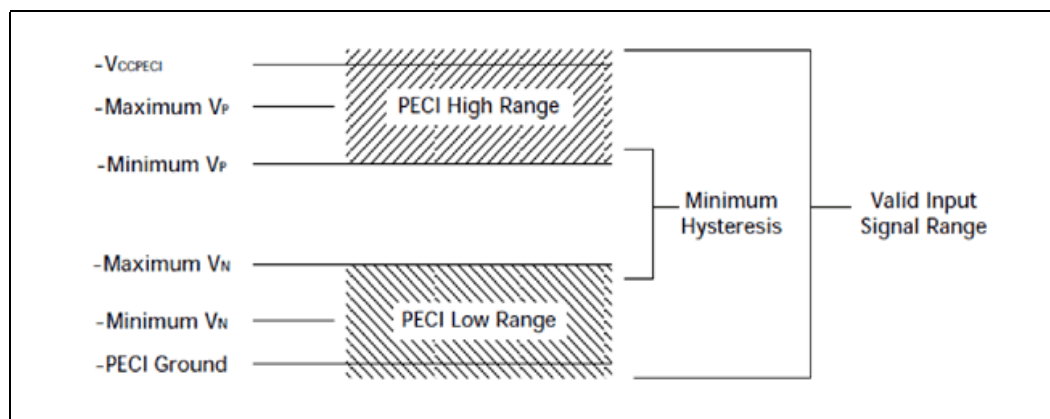 -VCCPECI
-Maximum VP
PECI High Range
-Minimum VP
Minimum
Hysteresis
Valid Input
Signal Range
-Maximum VN
-Minimum VN
PECI Low Range
-PECI Ground